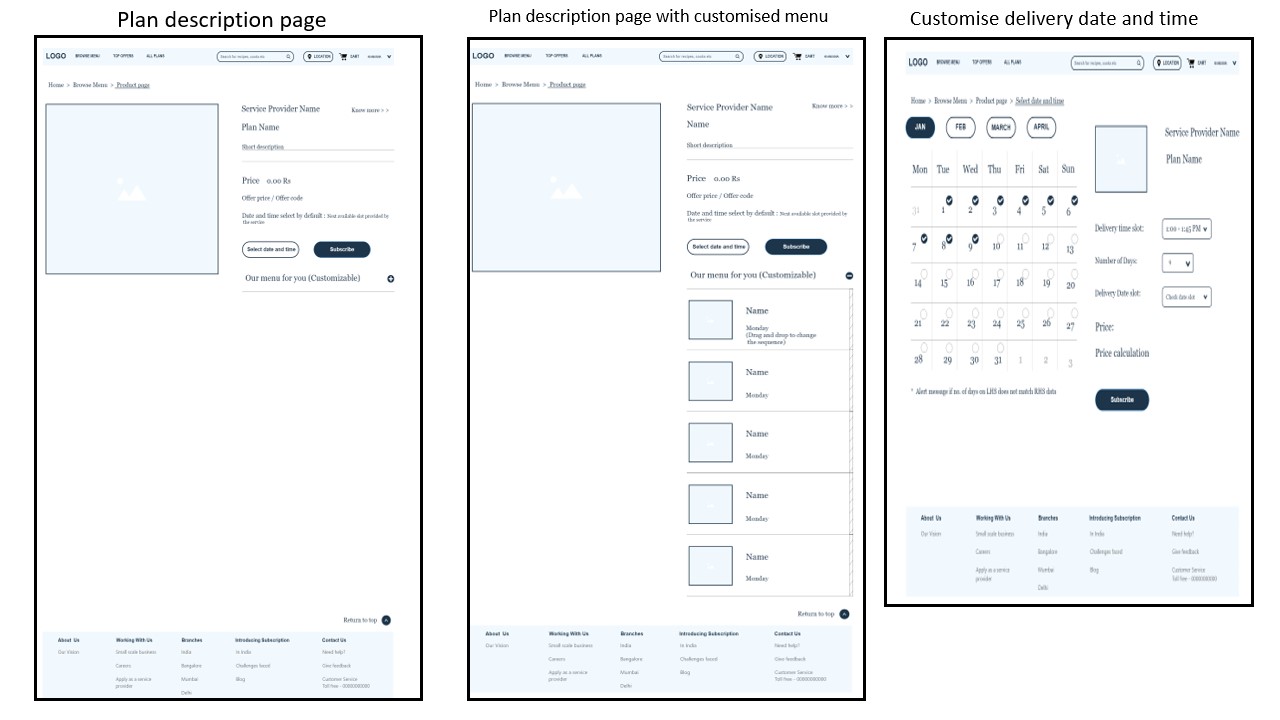 Plan description page
LOGO BROWSE MENU TOP OFFERS ALL PLANS Search for recipes, cooks etc LOCATION CART
Home > Browse Menu > Product page
Service Provider Name Know more > >
Plan Name
Short description
Price 0.00 Rs
Offer price / Offer code
Date and time select by default : Next available slot provided by
the service
Select date and time Subscribe
Our menu for you (Customizable)
Return to top
About Us Working With Us Branches Introducing Subscription Contact Us
Our Vision Small scale business India In India Need help?
Careers Bangalore Challenges faced Give feedback
Apply as a service Mumbai Blog Customer Service
provider Toll free - 0000000000
Delhi
Plan description page with customised menu
LOGO BROWSE MENU TOP OFFERS ALL PLANS Search for recipes, cooks etc LOCATION CART
Home > Browse Menu > Product page
Service Provider Name Know more > >
Name
Short description
Price 0.00 Rs
Offer price / Offer code
Date and time select by default : Next available slot provided by
the service
Select date and time Subscribe
Our menu for you (Customizable)
Name
Monday
(Drag and drop to change
the sequence)
Name
Monday
Name
Monday
Name
Monday
Name
Monday
Return to top
About Us Working With Us Branches Introducing Subscription Contact Us
Our Vision Small scale business India In India Need help?
Careers Bangalore Challenges faced Give feedback
Apply as a service Mumbai Blog Customer Service
provider Toll free - 0000000000
Delhi
Customise delivery date and time
LOGO BROWSE MENU TOP OFFERS ALL PLANS Search for recipes, cooks etc LOCATION CART
Home > Browse Menu > Product page > Select date and time
JAN FEB MARCH APRIL
Service Provider Name
Plan Name
Mon Tue Wed Thu Fri Sat Sun
31 1 2 3 4 5 6
7 8 9 10 11 12 13
14 15 16 17 18 19 20
21 22 23 24 25 26 27
28 29 30 31 1 2 3
* Alert message if no. of days on LHS does not match RHS data
Delivery time slot: 1:00 - 1:45 PM
Number of Days:
Delivery Date slot: Check date slot
Price:
Price calculation
Subscribe
About Us Working With Us Branches Introducing Subscription Contact Us
Our Vision Small scale business India In India Need help?
Careers Bangalore Challenges faced Give feedback
Apply as a service Mumbai Blog Customer Service
provider Toll free - 0000000000
Delhi